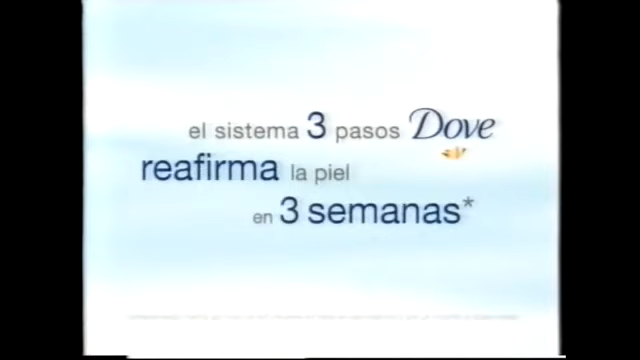 el sistema 3 pasos Dove
reafirma la piel
en 3 semanas*